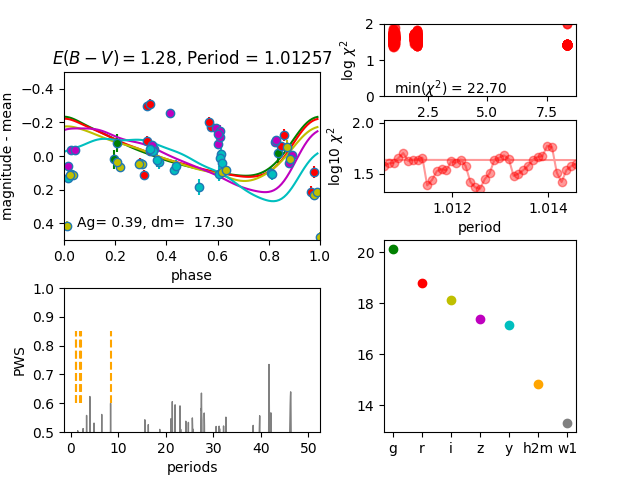 E(B − V) = 1.28, Period = 1.01257
magnitude - mean
−0.4
−0.2
0.0
0.2
0.4
Ag= 0.39, dm= 17.30
0.0 0.2 0.4 0.6 0.8 1.0
phase
log χ²
2
1
0
min(χ²) = 22.70
2.5 5.0 7.5
log10 χ²
2.0
1.5
1.012 1.014
period
PWS
1.0
0.9
0.8
0.7
0.6
0.5
0 10 20 30 40 50
periods
20
18
16
14
g r i z y h2m w1